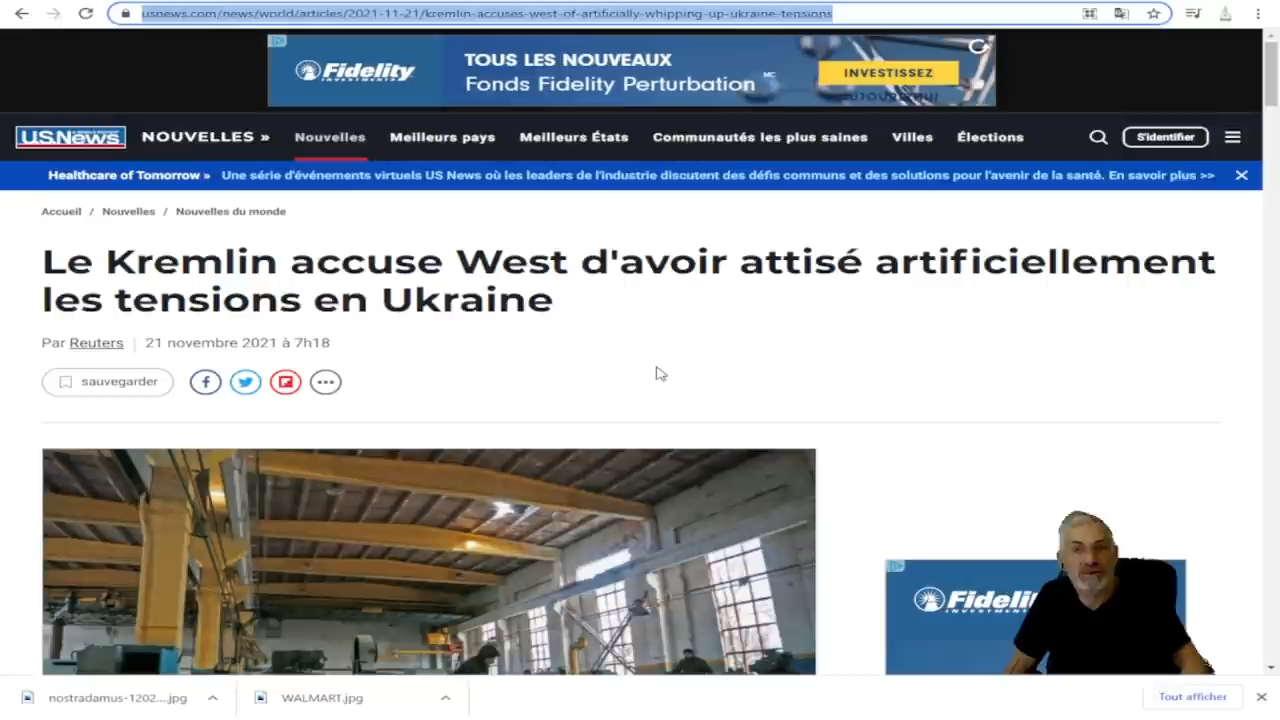 usnews.com/news/world/articles/2021-11-21/kremlin-accuses-west-of-artificially-whipping-up-ukraine-tensions
Fidelity
INVESTMENTS
TOUS LES NOUVEAUX
Fonds Fidelity Perturbation MC
INVESTISSEZ
U.S.News
NOUVELLES »
Nouvelles
Meilleurs pays
Meilleurs États
Communautés les plus saines
Villes
Élections
S'identifier
Healthcare of Tomorrow » Une série d'événements virtuels US News où les leaders de l'industrie discutent des défis communs et des solutions pour l'avenir de la santé. En savoir plus >>
Accueil / Nouvelles / Nouvelles du monde
Le Kremlin accuse West d'avoir attisé artificiellement
les tensions en Ukraine
Par Reuters | 21 novembre 2021 à 7h18
sauvegarder
nostradamus-1202....jpg
WALMART.jpg
Tout afficher